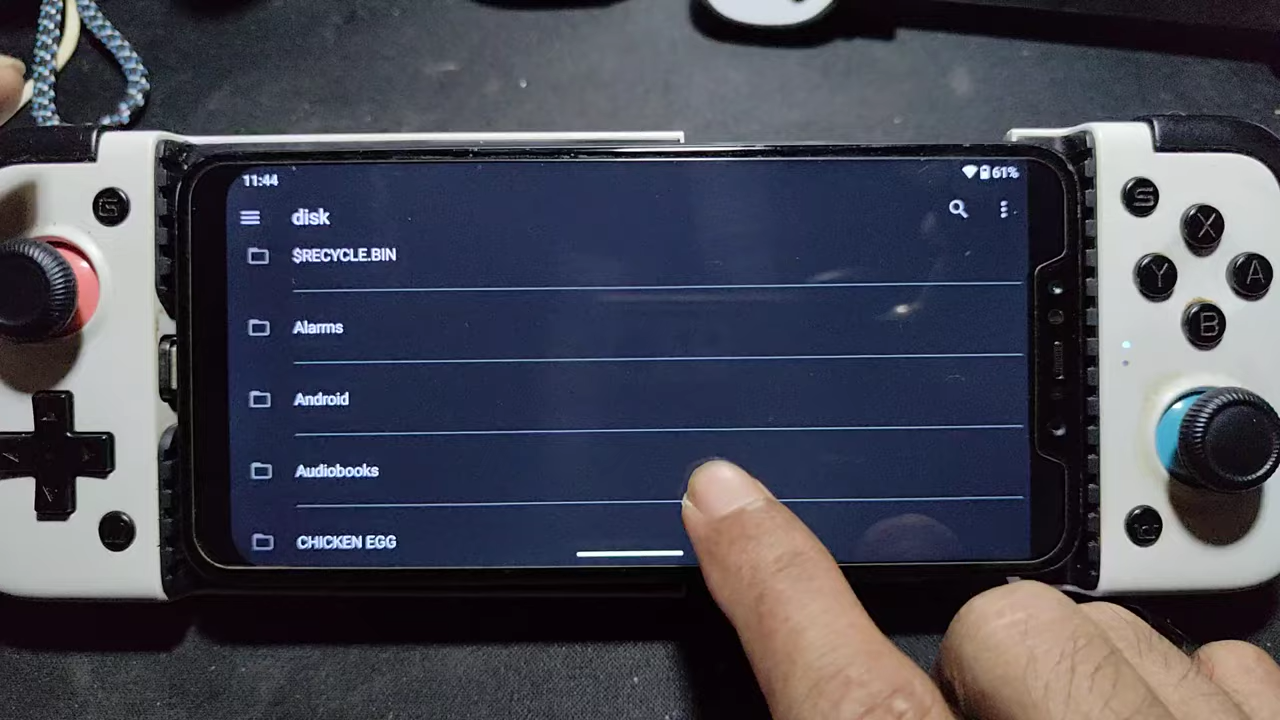 11:44
61%
disk
$RECYCLE.BIN
Alarms
Android
Audiobooks
CHICKEN EGG
S
X
Y
A
B